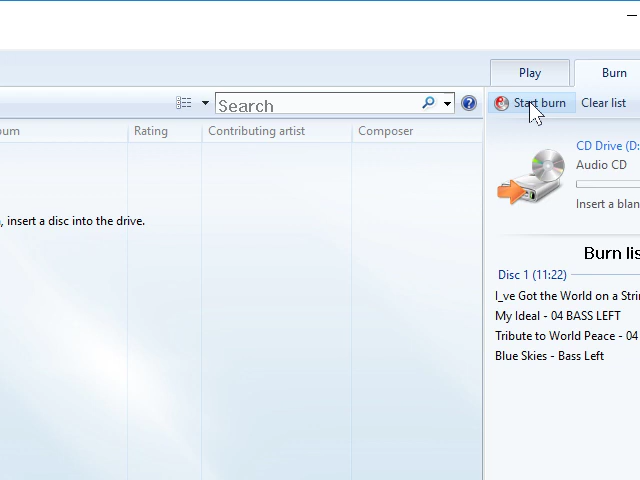 Play
Burn
Search
Start burn
Clear list
Rating
Contributing artist
Composer
CD Drive (D:
Audio CD
Insert a blan
, insert a disc into the drive.
Burn lis
Disc 1 (11:22)
I_ve Got the World on a Strin
My Ideal - 04 BASS LEFT
Tribute to World Peace - 04
Blue Skies - Bass Left